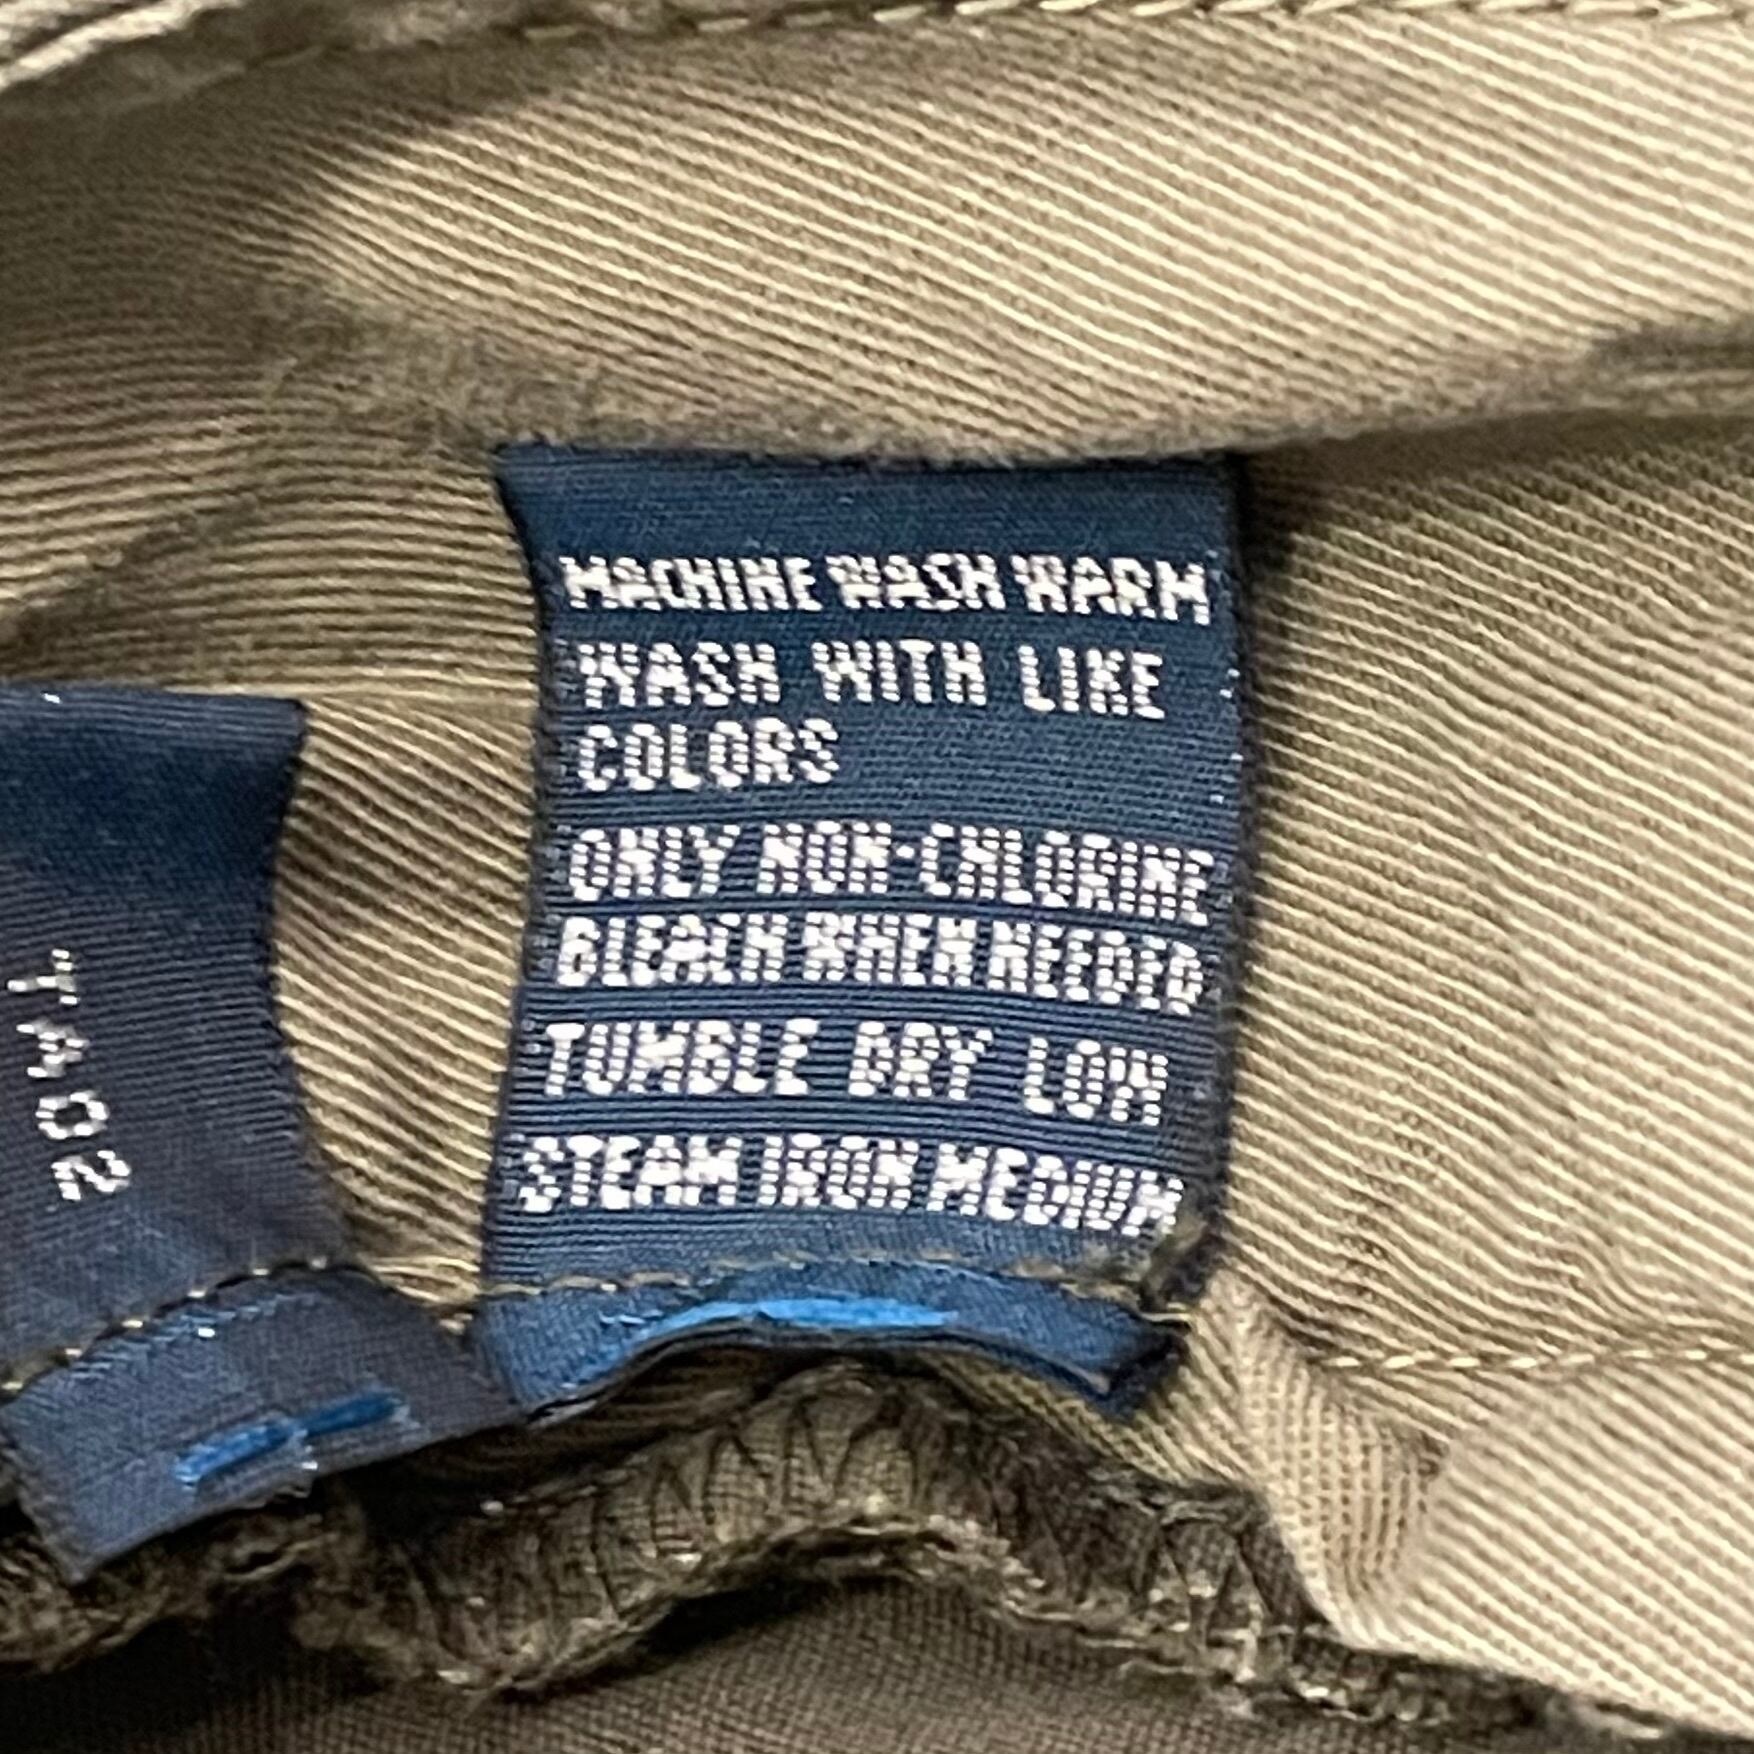 MACHINE WASH WARM
WASH WITH LIKE
COLORS
ONLY NON-CHLORINE
BLEACH WHEN NEEDED
TUMBLE DRY LOW
STEAM IRON MEDIUM
TA02